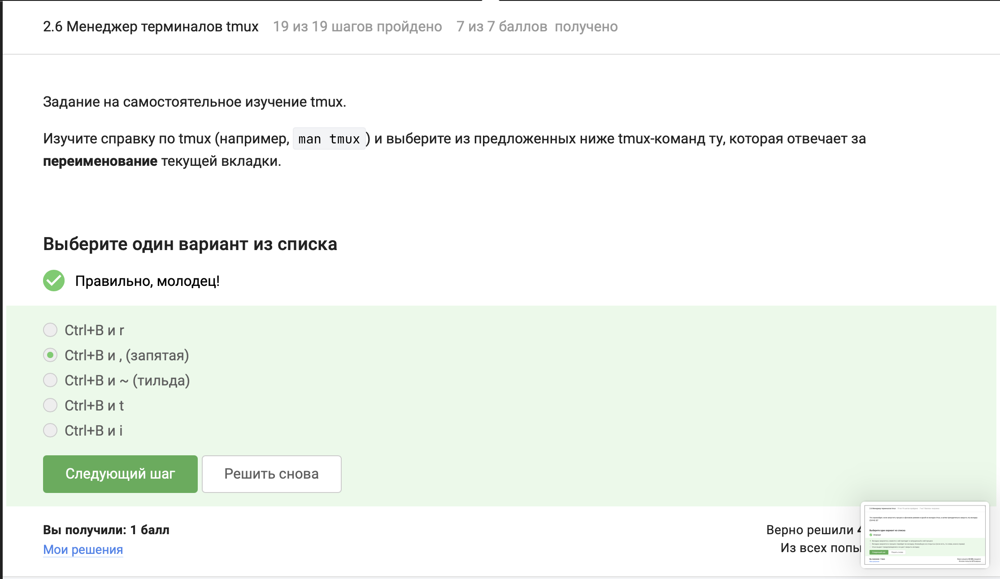 2.6 Менеджер терминалов tmux 19 из 19 шагов пройдено 7 из 7 баллов получено
Задание на самостоятельное изучение tmux.
Изучите справку по tmux (например, man tmux) и выберите из предложенных ниже tmux-команд ту, которая отвечает за
переименование текущей вкладки.
Выберите один вариант из списка
Правильно, молодец!
Ctrl+B и r
Ctrl+B и , (запятая)
Ctrl+B и ~ (тильда)
Ctrl+B и t
Ctrl+B и i
Следующий шаг Решить снова
Вы получили: 1 балл
Мои решения
Верно решили
Из всех